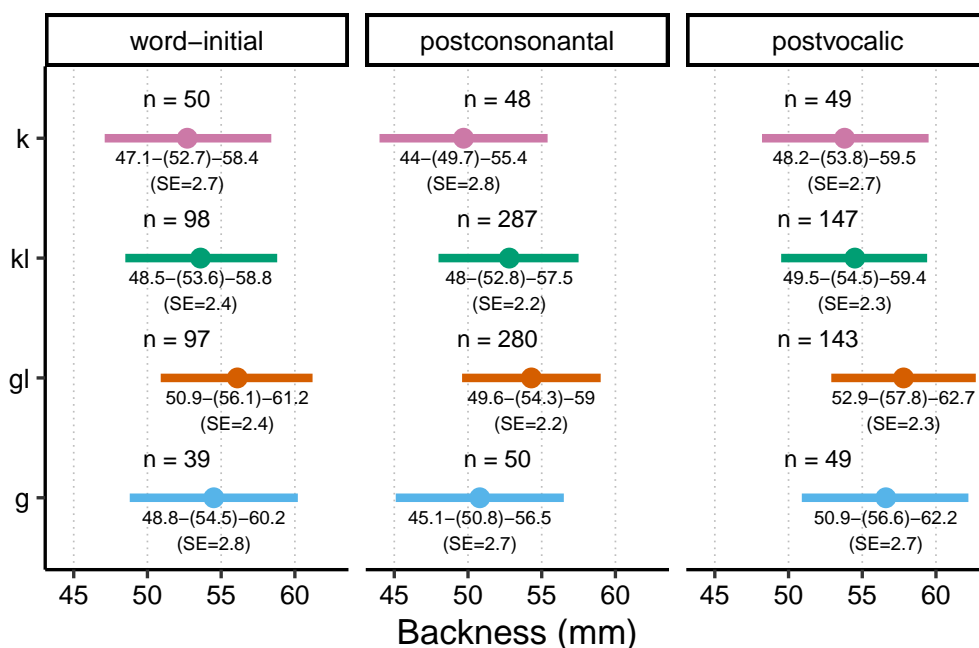 word–initial
postconsonantal
postvocalic
k
n = 50
47.1–(52.7)–58.4
(SE=2.7)
n = 48
44–(49.7)–55.4
(SE=2.8)
n = 49
48.2–(53.8)–59.5
(SE=2.7)
kl
n = 98
48.5–(53.6)–58.8
(SE=2.4)
n = 287
48–(52.8)–57.5
(SE=2.2)
n = 147
49.5–(54.5)–59.4
(SE=2.3)
gl
n = 97
50.9–(56.1)–61.2
(SE=2.4)
n = 280
49.6–(54.3)–59
(SE=2.2)
n = 143
52.9–(57.8)–62.7
(SE=2.3)
g
n = 39
48.8–(54.5)–60.2
(SE=2.8)
n = 50
45.1–(50.8)–56.5
(SE=2.7)
n = 49
50.9–(56.6)–62.2
(SE=2.7)
45 50 55 60
45 50 55 60
45 50 55 60
Backness (mm)